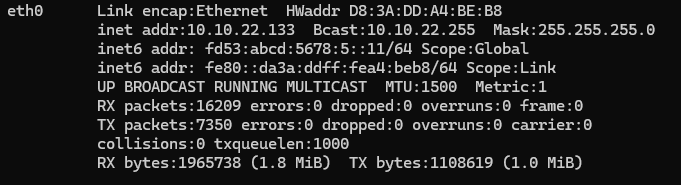 eth0      Link encap:Ethernet  HWaddr D8:3A:DD:A4:BE:B8
          inet addr:10.10.22.133  Bcast:10.10.22.255  Mask:255.255.255.0
          inet6 addr: fd53:abcd:5678:5::11/64 Scope:Global
          inet6 addr: fe80::da3a:ddff:fea4:beb8/64 Scope:Link
          UP BROADCAST RUNNING MULTICAST  MTU:1500  Metric:1
          RX packets:16209 errors:0 dropped:0 overruns:0 frame:0
          TX packets:7350 errors:0 dropped:0 overruns:0 carrier:0
          collisions:0 txqueuelen:1000
          RX bytes:1965738 (1.8 MiB)  TX bytes:1108619 (1.0 MiB)